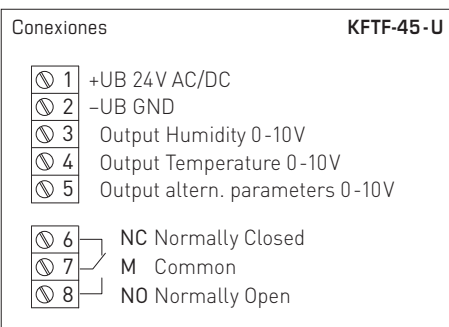 Conexiones KFTF-45-U
1 +UB 24V AC/DC
2 –UB GND
3 Output Humidity 0-10V
4 Output Temperature 0-10V
5 Output altern. parameters 0-10V
6 NC Normally Closed
7 M Common
8 NO Normally Open